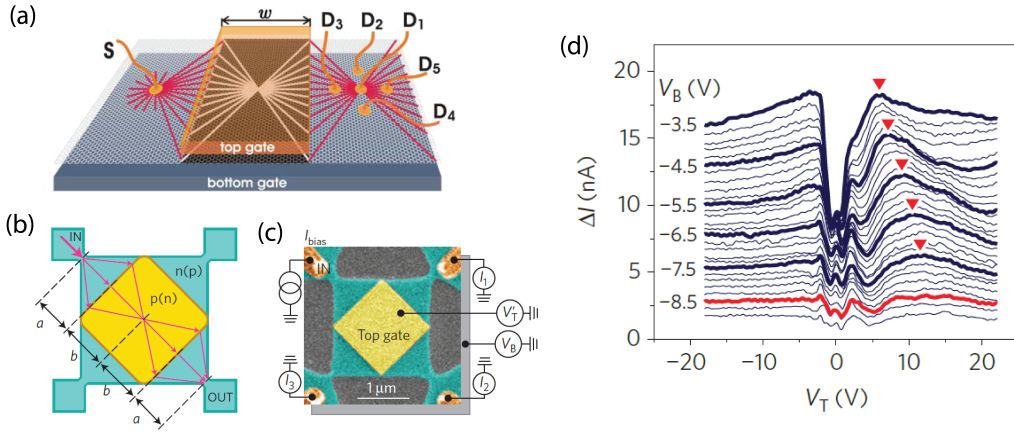 (a)
w
D3 D2 D1
S
D5
D4
top gate
bottom gate
(b)
IN
n(p)
p(n)
a
b
b
a
OUT
(c)
Ibias
IN
I1
Top gate
VT
VB
I3
1 μm
I2
(d)
20
VB (V)
−3.5
15
−4.5
ΔI (nA)
10
−5.5
−6.5
−7.5
5
−8.5
0
−20 −10 0 10 20
VT (V)